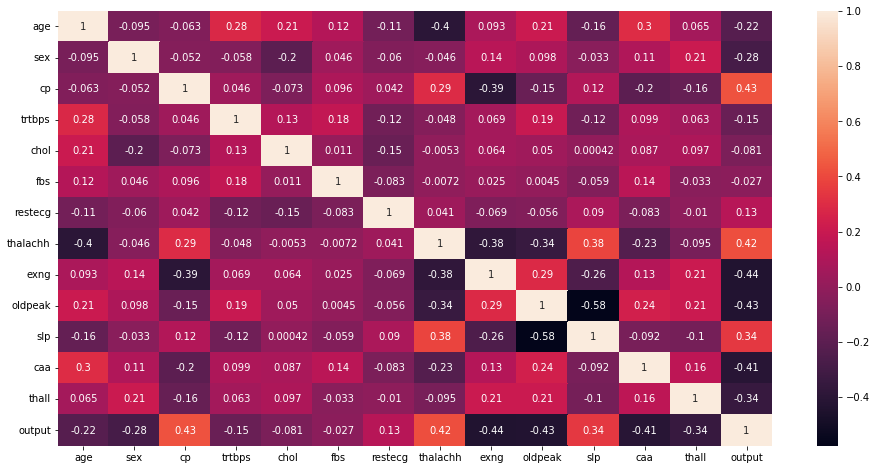 age 1 -0.095 -0.063 0.28 0.21 0.12 -0.11 -0.4 0.093 0.21 -0.16 0.3 0.065 -0.22
sex -0.095 1 -0.052 -0.058 -0.2 0.046 -0.06 -0.046 0.14 0.098 -0.033 0.11 0.21 -0.28
cp -0.063 -0.052 1 0.046 -0.073 0.096 0.042 0.29 -0.39 -0.15 0.12 -0.2 -0.16 0.43
trtbps 0.28 -0.058 0.046 1 0.13 0.18 -0.12 -0.048 0.069 0.19 -0.12 0.099 0.063 -0.15
chol 0.21 -0.2 -0.073 0.13 1 0.011 -0.15 -0.0053 0.064 0.05 0.00042 0.087 0.097 -0.081
fbs 0.12 0.046 0.096 0.18 0.011 1 -0.083 -0.0072 0.025 0.0045 -0.059 0.14 -0.033 -0.027
restecg -0.11 -0.06 0.042 -0.12 -0.15 -0.083 1 0.041 -0.069 -0.056 0.09 -0.083 -0.01 0.13
thalachh -0.4 -0.046 0.29 -0.048 -0.0053 -0.0072 0.041 1 -0.38 -0.34 0.38 -0.23 -0.095 0.42
exng 0.093 0.14 -0.39 0.069 0.064 0.025 -0.069 -0.38 1 0.29 -0.26 0.13 0.21 -0.44
oldpeak 0.21 0.098 -0.15 0.19 0.05 0.0045 -0.056 -0.34 0.29 1 -0.58 0.24 0.21 -0.43
slp -0.16 -0.033 0.12 -0.12 0.00042 -0.059 0.09 0.38 -0.26 -0.58 1 -0.092 -0.1 0.34
caa 0.3 0.11 -0.2 0.099 0.087 0.14 -0.083 -0.23 0.13 0.24 -0.092 1 0.16 -0.41
thall 0.065 0.21 -0.16 0.063 0.097 -0.033 -0.01 -0.095 0.21 0.21 -0.1 0.16 1 -0.34
output -0.22 -0.28 0.43 -0.15 -0.081 -0.027 0.13 0.42 -0.44 -0.43 0.34 -0.41 -0.34 1
age sex cp trtbps chol fbs restecg thalachh exng oldpeak slp caa thall output
1.0
0.8
0.6
0.4
0.2
0.0
-0.2
-0.4